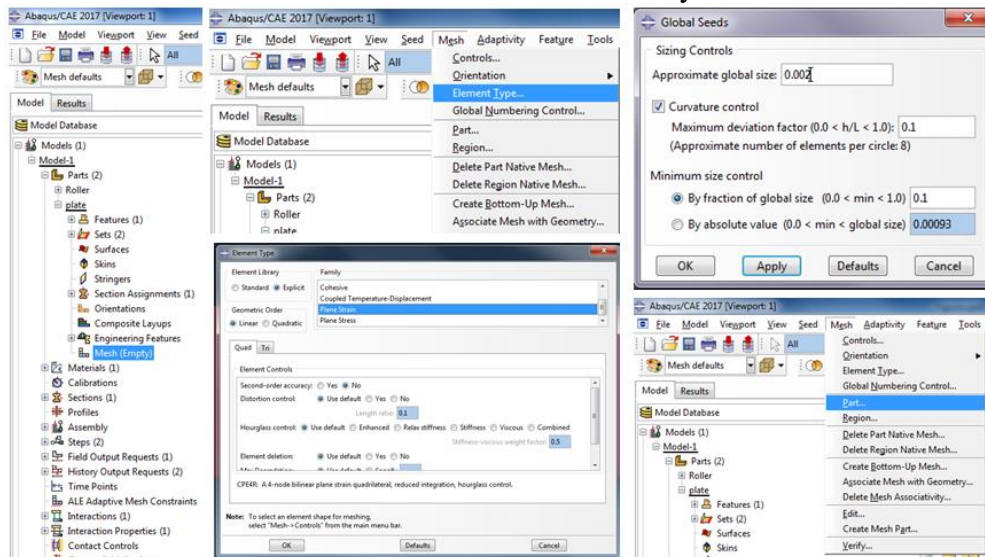 Abaqus/CAE 2017 [Viewport: 1]
File Model Viewport View Seed
All
Mesh defaults
Model Results
Model Database
Models (1)
Model-1
Parts (2)
Roller
plate
Features (1)
Sets (2)
Surfaces
Skins
Stringers
Section Assignments (1)
Orientations
Composite Layups
Engineering Features
Mesh (Empty)
Materials (1)
Calibrations
Sections (1)
Profiles
Assembly
Steps (2)
Field Output Requests (1)
History Output Requests (2)
Time Points
ALE Adaptive Mesh Constraints
Interactions (1)
Interaction Properties (1)
Contact Controls
Abaqus/CAE 2017 [Viewport: 1]
File Model Viewport View Seed Mesh Adaptivity Feature Tools
All
Mesh defaults
Model Results
Model Database
Models (1)
Model-1
Parts (2)
Roller
plate
Controls...
Orientation
Element Type...
Global Numbering Control...
Part...
Region...
Delete Part Native Mesh...
Delete Region Native Mesh...
Create Bottom-Up Mesh...
Associate Mesh with Geometry...
Element Type
Element Library
Standard Explicit
Geometric Order
Linear Quadratic
Family
Cohesive
Coupled Temperature-Displacement
Plane Strain
Plane Stress
Quad Tri
Element Controls
Second-order accuracy: Yes No
Distortion control: Use default Yes No
Length ratio: 0.1
Hourglass control: Use default Enhanced Relax stiffness Stiffness Viscous Combined
Stiffness-viscous weight factor: 0.5
Element deletion: Use default Yes No
CPE4R: A 4-node bilinear plane strain quadrilateral, reduced integration, hourglass control.
Note: To select an element shape for meshing,
select "Mesh->Controls" from the main menu bar.
OK Defaults Cancel
Global Seeds
Sizing Controls
Approximate global size: 0.002
Curvature control
Maximum deviation factor (0.0 < h/L < 1.0): 0.1
(Approximate number of elements per circle: 8)
Minimum size control
By fraction of global size (0.0 < min < 1.0) 0.1
By absolute value (0.0 < min < global size) 0.00093
OK Apply Defaults Cancel
Abaqus/CAE 2017 [Viewport: 1]
File Model Viewport View Seed Mesh Adaptivity Feature Tools
All
Mesh defaults
Model Results
Model Database
Models (1)
Model-1
Parts (2)
Roller
plate
Features (1)
Sets (2)
Surfaces
Skins
Controls...
Orientation
Element Type...
Global Numbering Control...
Part...
Region...
Delete Part Native Mesh...
Delete Region Native Mesh...
Create Bottom-Up Mesh...
Associate Mesh with Geometry...
Delete Mesh Associativity...
Edit...
Create Mesh Part...
Verify...